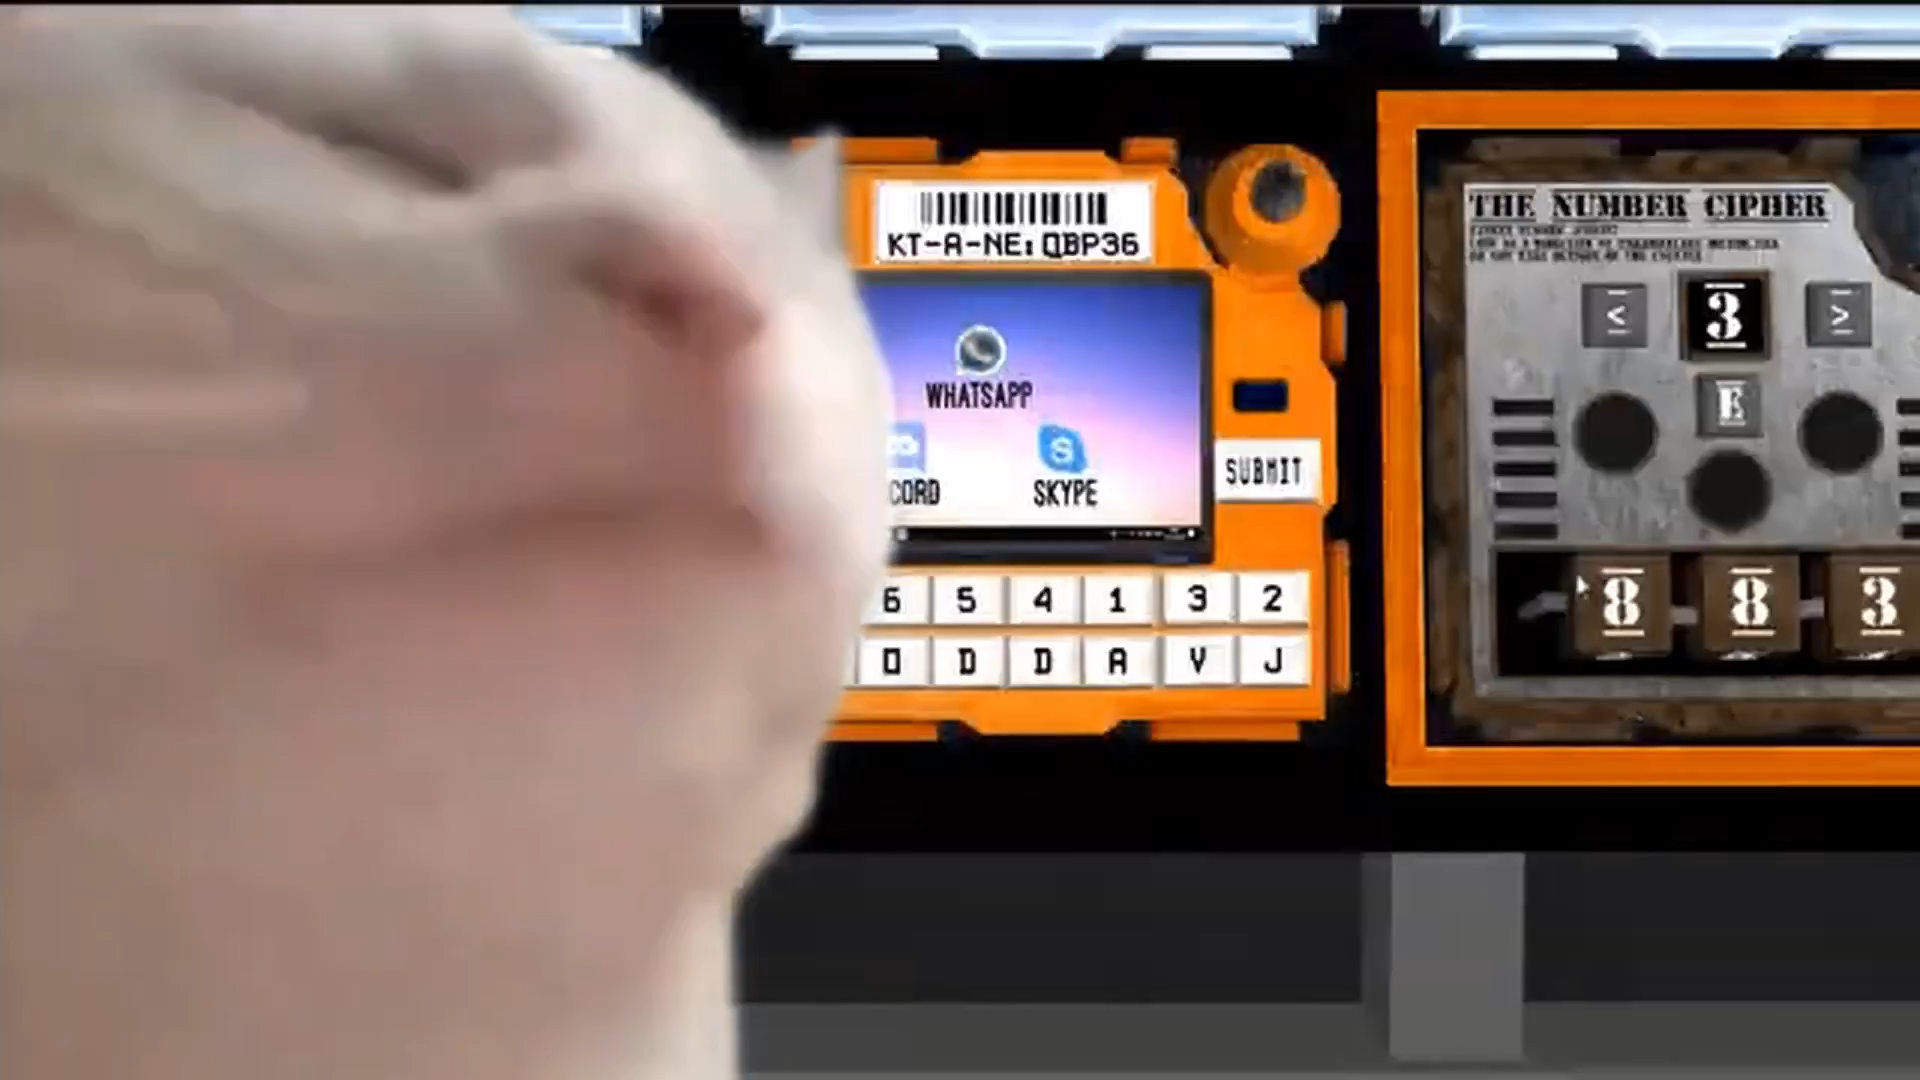 KT-A-NE:QBP36
WHATSAPP
CORD
SKYPE
SUBMIT
6 5 4 1 3 2
O D D A V J
THE NUMBER CIPHER
< 3 >
E
8 8 3